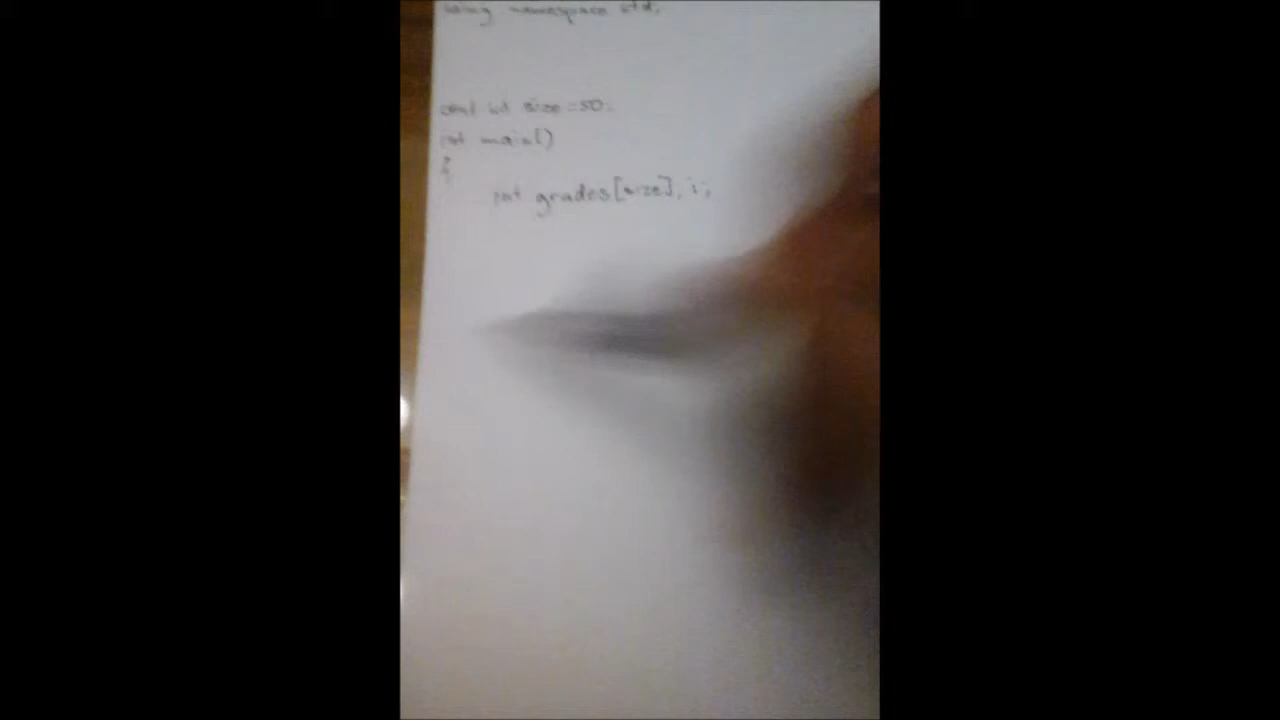 using namespace std;
const int size=50;
int main()
{
int grades[size], i;